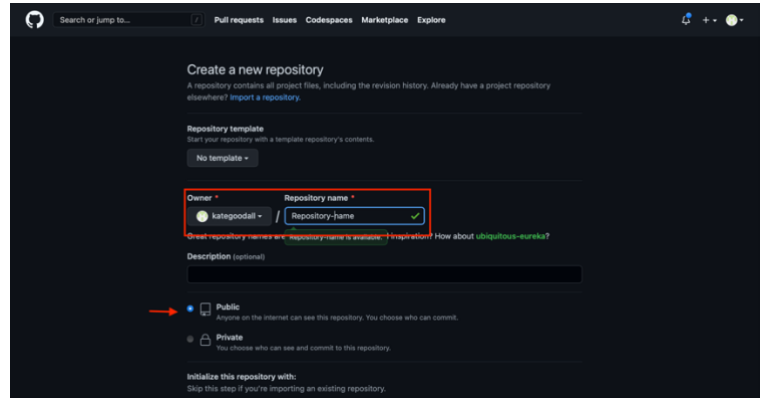 Search or jump to... / Pull requests Issues Codespaces Marketplace Explore
Create a new repository
A repository contains all project files, including the revision history. Already have a project repository
elsewhere? Import a repository.
Repository template
Start your repository with a template repository's contents.
No template
Owner * Repository name *
kategoodall / Repository-name
Great repository names are Repository-name is available. inspiration? How about ubiquitous-eureka?
Description (optional)
Public
Anyone on the internet can see this repository. You choose who can commit.
Private
You choose who can see and commit to this repository.
Initialize this repository with:
Skip this step if you're importing an existing repository.